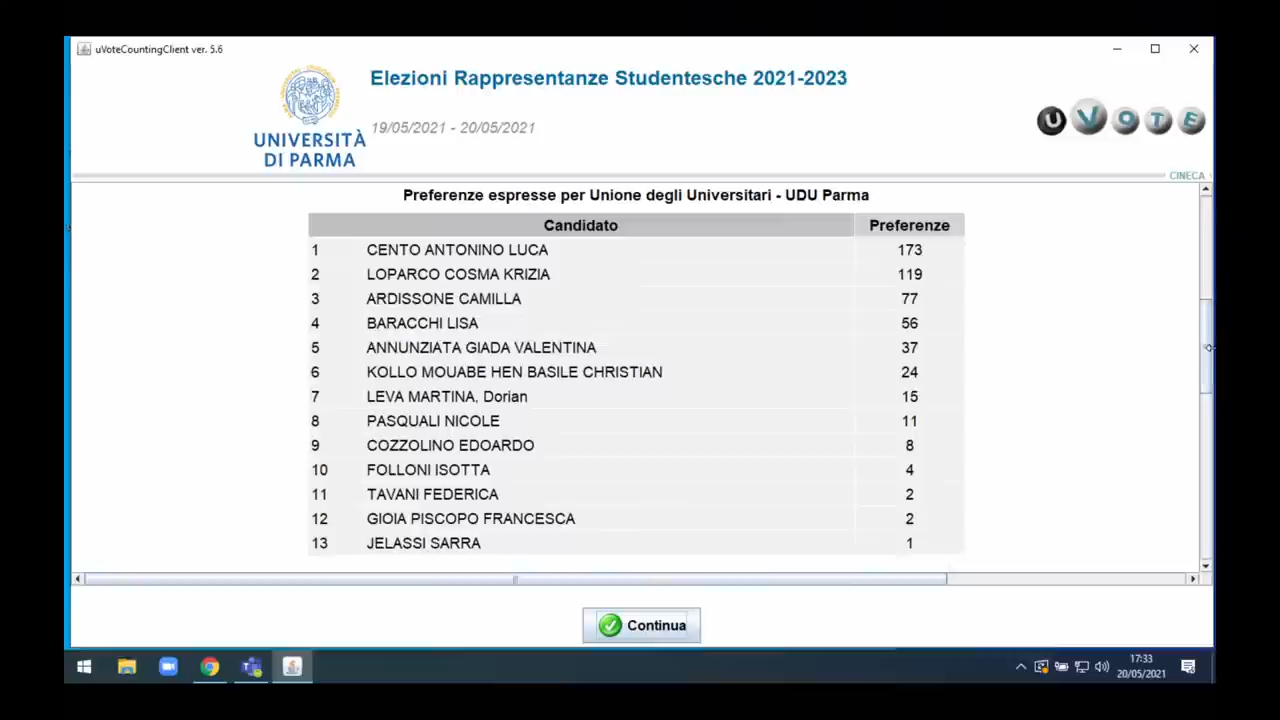 uVoteCountingClient ver. 5.6
Elezioni Rappresentanze Studentesche 2021-2023
19/05/2021 - 20/05/2021
UNIVERSITÀ
DI PARMA
U VOTE
CINECA
Preferenze espresse per Unione degli Universitari - UDU Parma
Candidato Preferenze
1 CENTO ANTONINO LUCA 173
2 LOPARCO COSMA KRIZIA 119
3 ARDISSONE CAMILLA 77
4 BARACCHI LISA 56
5 ANNUNZIATA GIADA VALENTINA 37
6 KOLLO MOUABE HEN BASILE CHRISTIAN 24
7 LEVA MARTINA, Dorian 15
8 PASQUALI NICOLE 11
9 COZZOLINO EDOARDO 8
10 FOLLONI ISOTTA 4
11 TAVANI FEDERICA 2
12 GIOIA PISCOPO FRANCESCA 2
13 JELASSI SARRA 1
Continua
17:33
20/05/2021